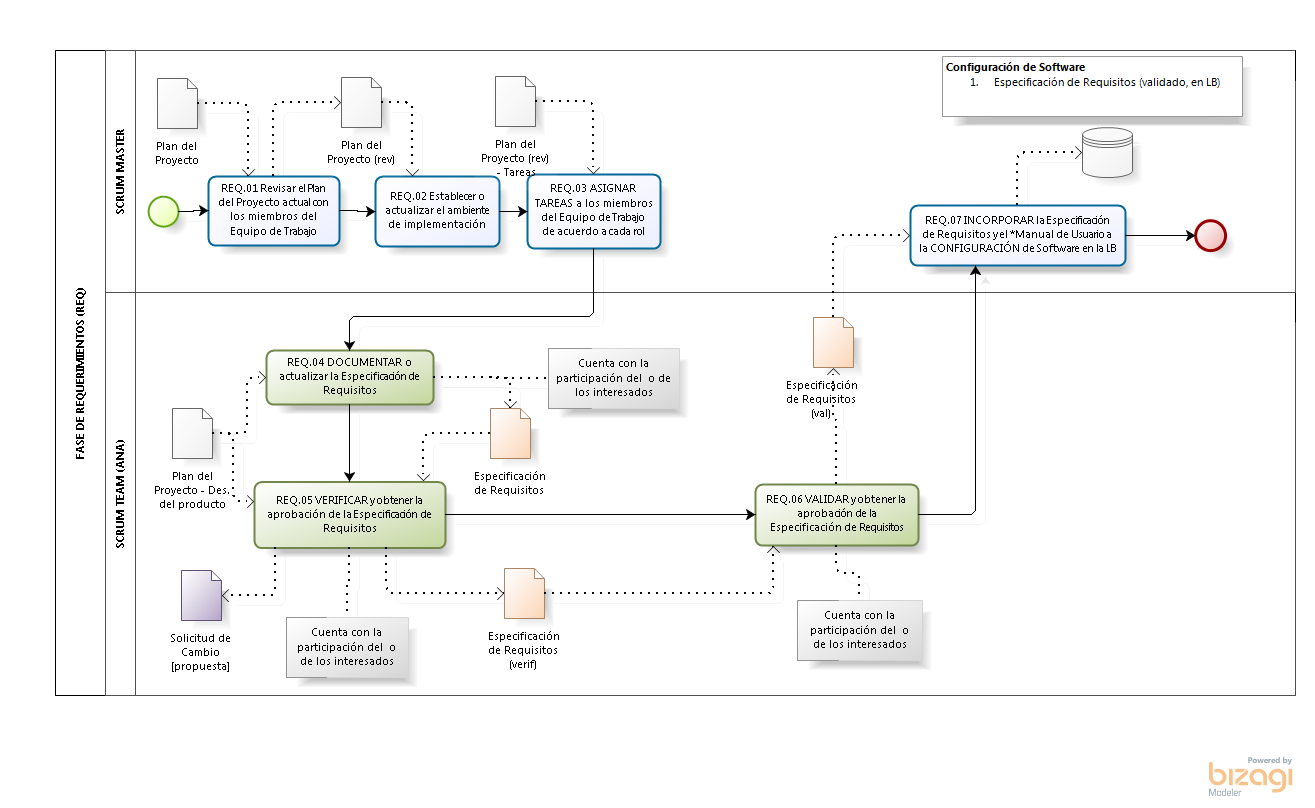 FASE DE REQUERIMIENTOS (REQ)
SCRUM MASTER
Plan del
Proyecto
Plan del
Proyecto (rev)
Plan del
Proyecto (rev)
- Tareas
REQ.01 Revisar el Plan
del Proyecto actual con
los miembros del
Equipo de Trabajo
REQ.02 Establecer o
actualizar el ambiente
de implementación
REQ.03 ASIGNAR
TAREAS a los miembros
del Equipo de Trabajo
de acuerdo a cada rol
Configuración de Software
1. Especificación de Requisitos (validado, en LB)
REQ.07 INCORPORAR la Especificación
de Requisitos y el *Manual de Usuario a
la CONFIGURACIÓN de Software en la LB
SCRUM TEAM (ANA)
REQ.04 DOCUMENTAR o
actualizar la Especificación de
Requisitos
Cuenta con la
participación del o de
los interesados
Plan del
Proyecto - Des.
del producto
Especificación
de Requisitos
Especificación
de Requisitos
(val)
REQ.05 VERIFICAR y obtener la
aprobación de la Especificación de
Requisitos
REQ.06 VALIDAR y obtener la
aprobación de la
Especificación de Requisitos
Solicitud de
Cambio
[propuesta]
Cuenta con la
participación del o
de los interesados
Especificación
de Requisitos
(verif)
Cuenta con la
participación del o
de los interesados
Powered by
bizagi
Modeler